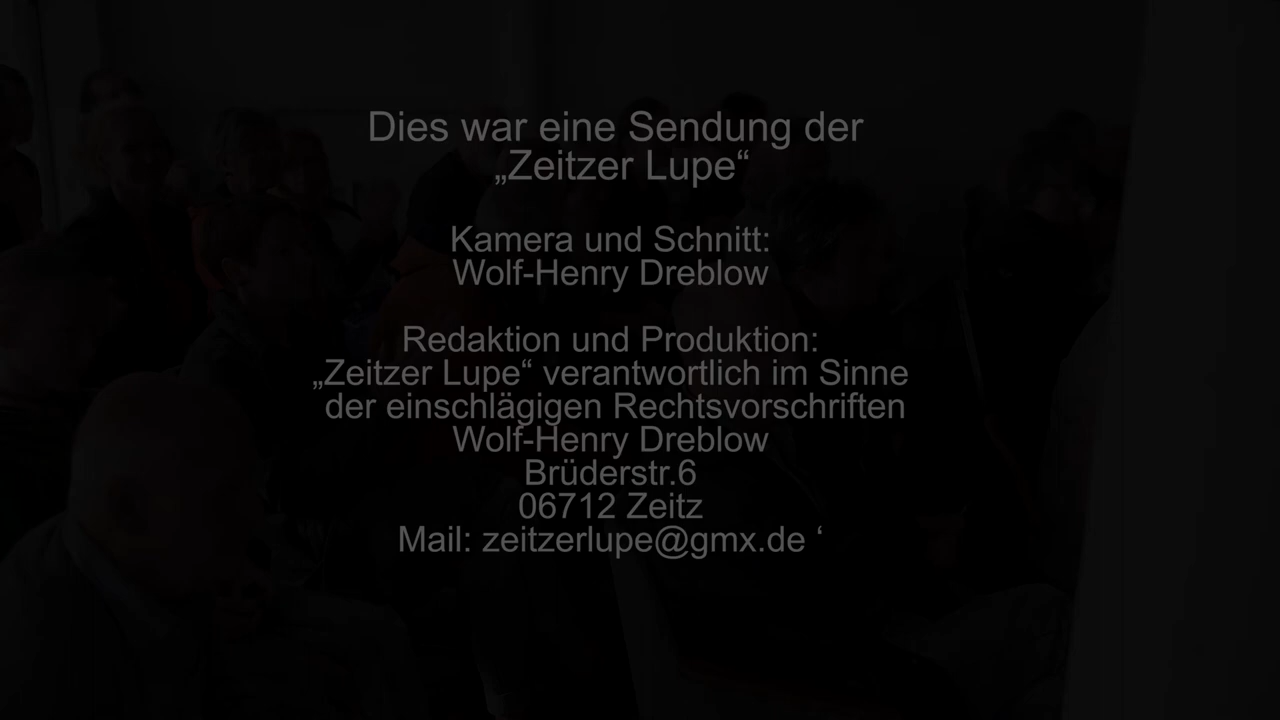 Dies war eine Sendung der
„Zeitzer Lupe“
Kamera und Schnitt:
Wolf-Henry Dreblow
Redaktion und Produktion:
„Zeitzer Lupe“ verantwortlich im Sinne
der einschlägigen Rechtsvorschriften
Wolf-Henry Dreblow
Brüderstr.6
06712 Zeitz
Mail: zeitzerlupe@gmx.de ‘